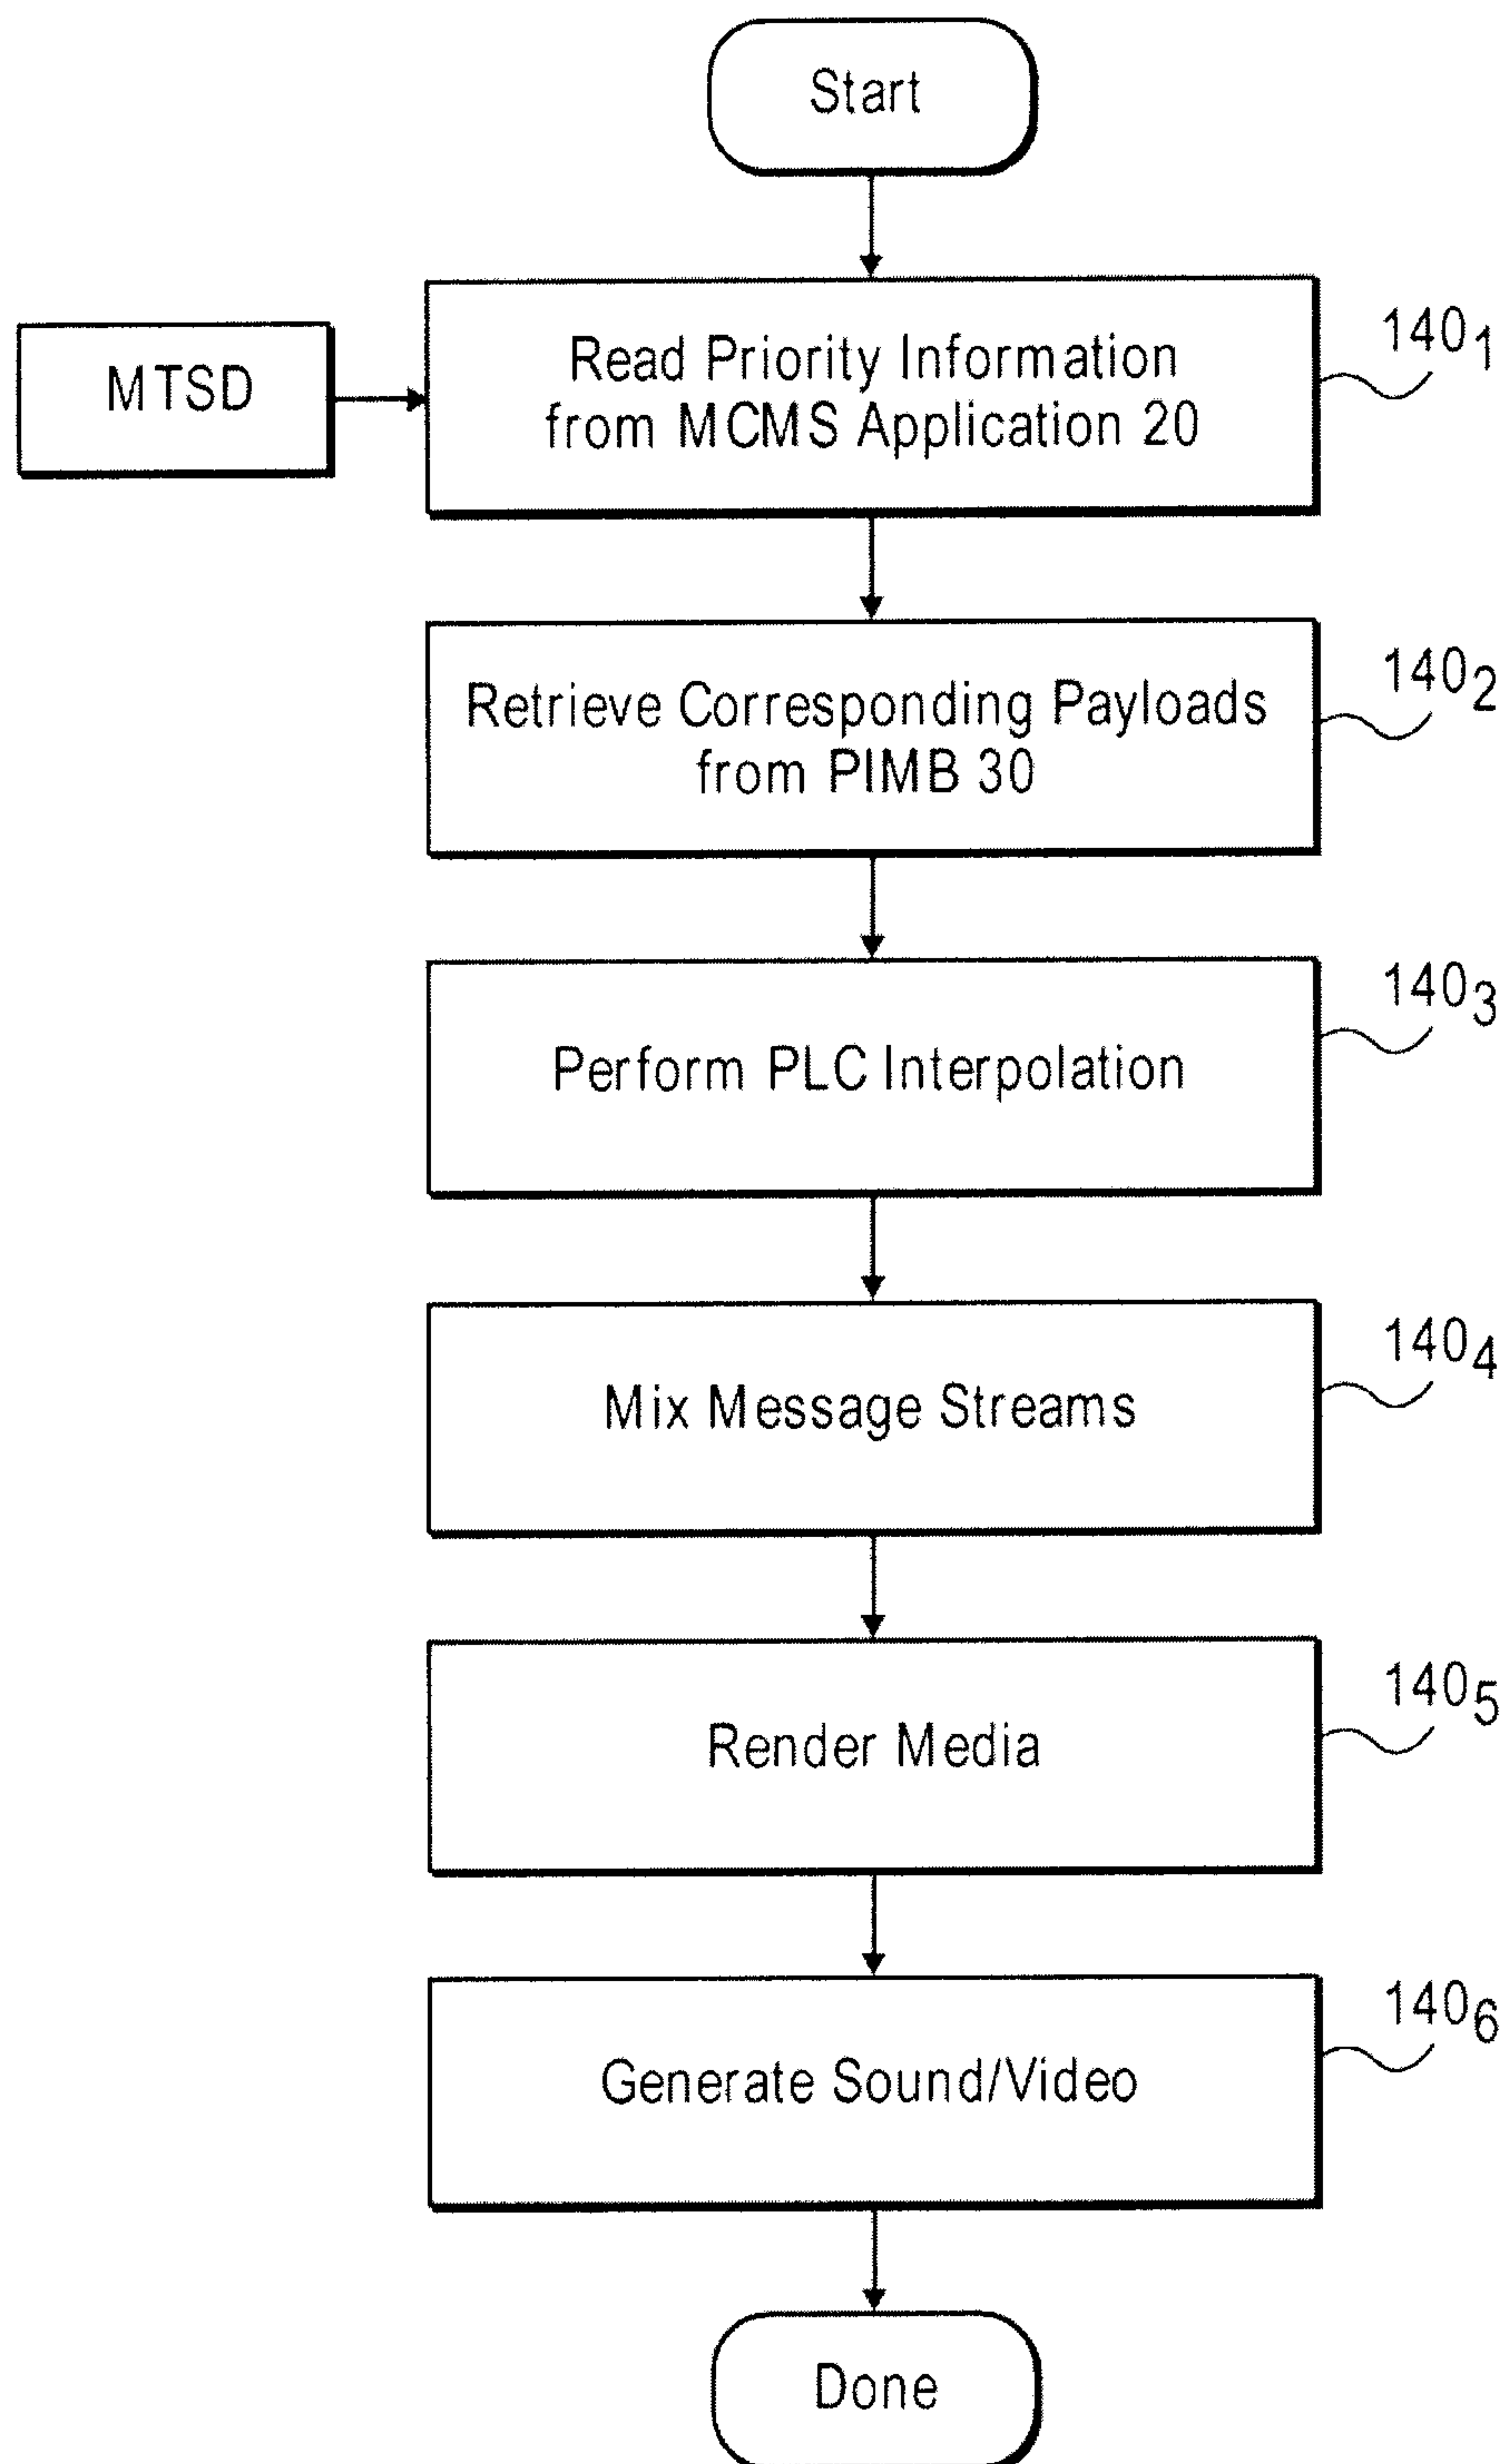 Start
MTSD
Read Priority Information
from MCMS Application 20
140₁
Retrieve Corresponding Payloads
from PIMB 30
140₂
Perform PLC Interpolation
140₃
Mix Message Streams
140₄
Render Media
140₅
Generate Sound/Video
140₆
Done